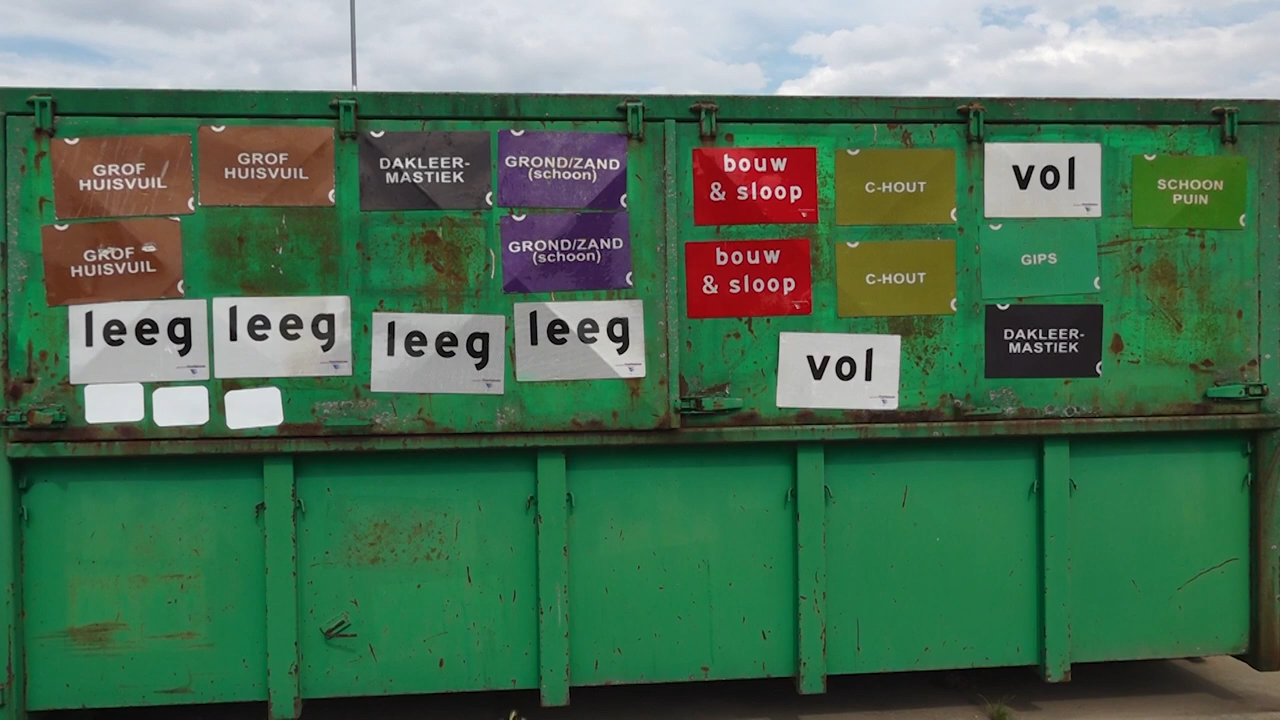 GROF
HUISVUIL
GROF
HUISVUIL
DAKLEER-
MASTIEK
GROND/ZAND
(schoon)
GROF
HUISVUIL
GROND/ZAND
(schoon)
leeg
leeg
leeg
leeg
bouw
& sloop
C-HOUT
vol
SCHOON
PUIN
bouw
& sloop
C-HOUT
GIPS
vol
DAKLEER-
MASTIEK